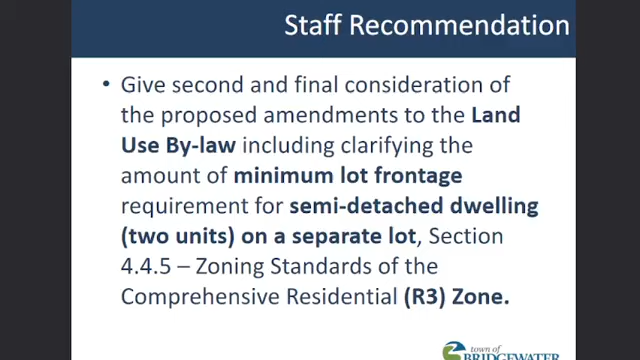 Staff Recommendation
• Give second and final consideration of
the proposed amendments to the Land
Use By-law including clarifying the
amount of minimum lot frontage
requirement for semi-detached dwelling
(two units) on a separate lot, Section
4.4.5 – Zoning Standards of the
Comprehensive Residential (R3) Zone.
town of
BRIDGEWATER